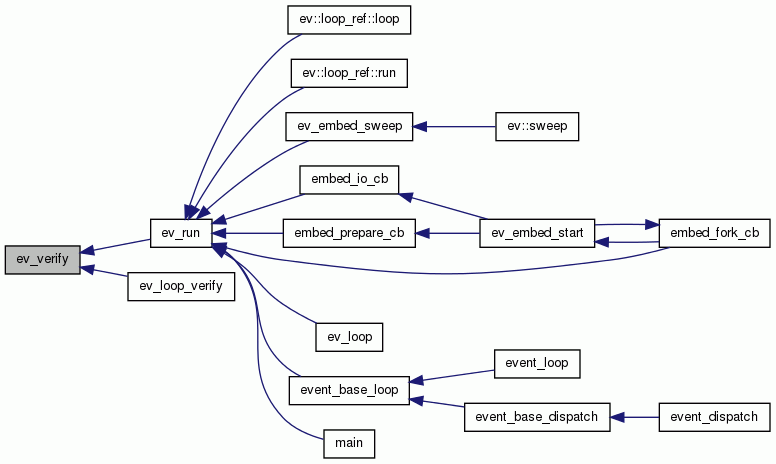 ev::loop_ref::loop
ev::loop_ref::run
ev_embed_sweep
ev::sweep
embed_io_cb
ev_run
embed_prepare_cb
ev_embed_start
embed_fork_cb
ev_verify
ev_loop_verify
ev_loop
event_loop
event_base_loop
event_base_dispatch
event_dispatch
main